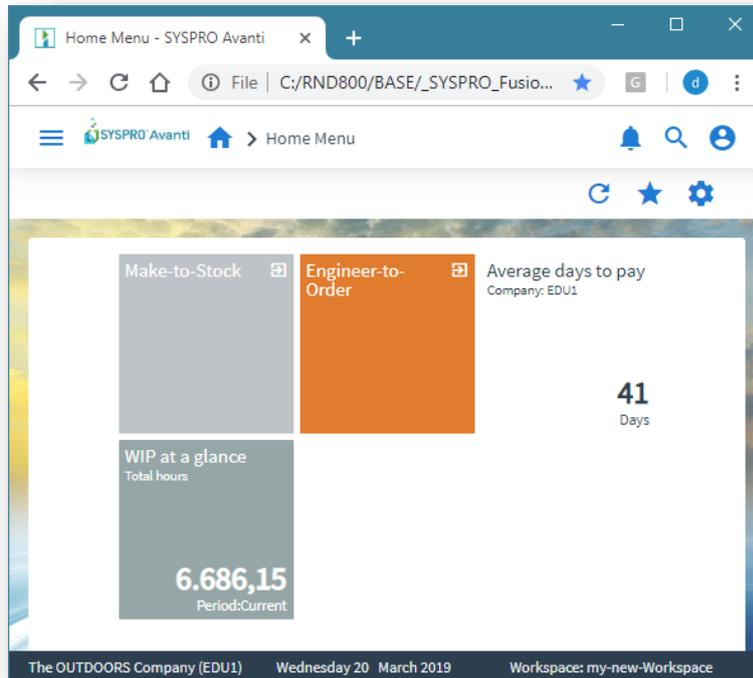 Home Menu - SYSPRO Avanti
File | C:/RND800/BASE/_SYSPRO_Fusio...
G
d
SYSPRO Avanti
Home Menu
Make-to-Stock
Engineer-to-
Order
Average days to pay
Company: EDU1
41
Days
WIP at a glance
Total hours
6.686,15
Period:Current
The OUTDOORS Company (EDU1) Wednesday 20 March 2019 Workspace: my-new-Workspace